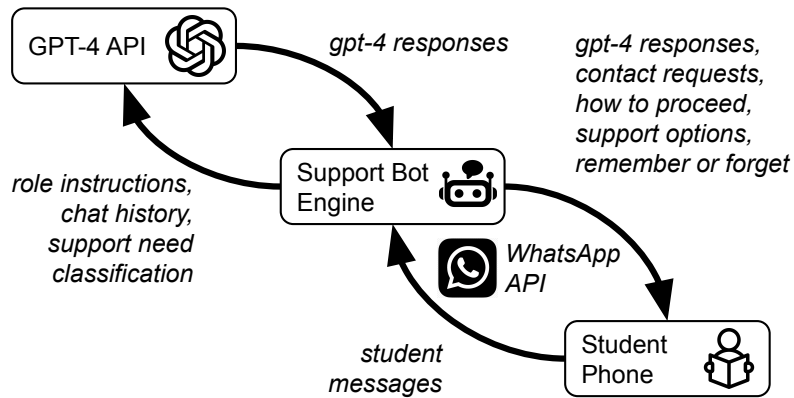 GPT-4 API
gpt-4 responses
gpt-4 responses,
contact requests,
how to proceed,
support options,
remember or forget
role instructions,
chat history,
support need
classification
Support Bot
Engine
WhatsApp
API
student
messages
Student
Phone